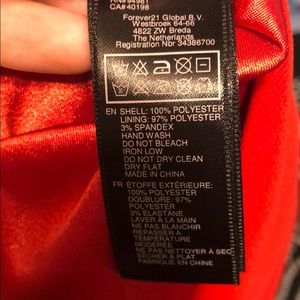 RN#94981
CA# 40198
Forever21 Global B.V.
Westbroek 64-66
4822 ZW Breda
The Netherlands
Registration Nbr 34386700
EN SHELL: 100% POLYESTER
LINING: 97% POLYESTER
3% SPANDEX
HAND WASH
DO NOT BLEACH
IRON LOW
DO NOT DRY CLEAN
DRY FLAT
MADE IN CHINA
FR ÉTOFFE EXTÉRIEURE:
100% POLYESTER
DOUBLURE: 97%
POLYESTER
3% ELASTANE
LAVER À LA MAIN
NE PAS BLANCHIR
REPASSER À
TEMPÉRATURE
MODÉRÉE
NE PAS NETTOYER À SEC
SÉCHER À PLAT
FABRIQUÉ EN CHINE